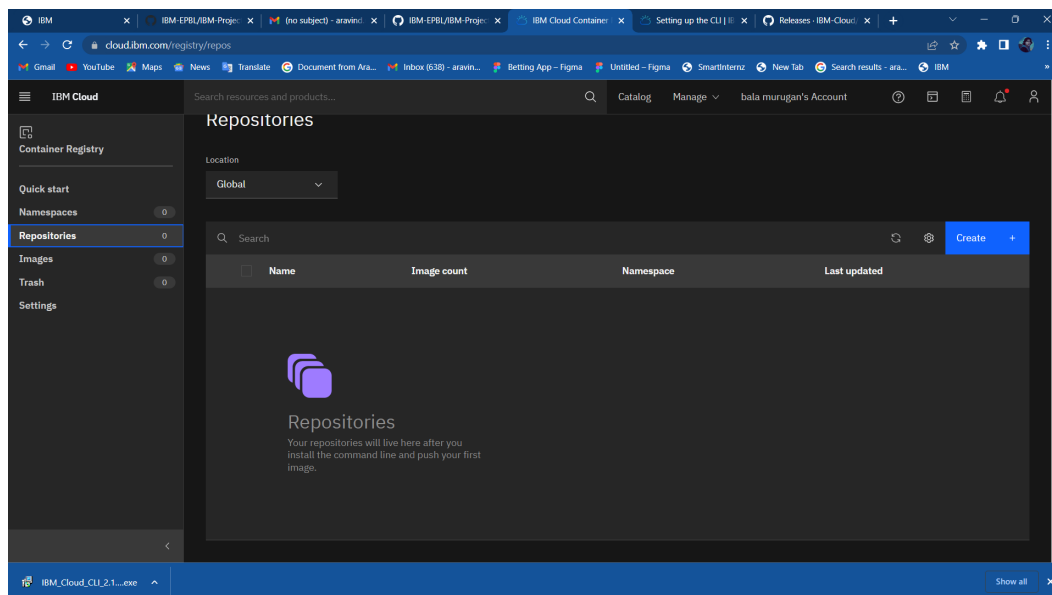 IBM
IBM-EPBL/IBM-Projec
(no subject) - aravind.
IBM-EPBL/IBM-Projec
IBM Cloud Container
Setting up the CLI | IB
Releases · IBM-Cloud/
cloud.ibm.com/registry/repos
Gmail
YouTube
Maps
News
Translate
Document from Ara...
Inbox (638) - aravin...
Betting App – Figma
Untitled – Figma
SmartInternz
New Tab
Search results - ara...
IBM
»
IBM Cloud
Search resources and products...
Catalog
Manage
bala murugan's Account
Container Registry
Quick start
Namespaces 0
Repositories 0
Images 0
Trash 0
Settings
Repositories
Location
Global
Search
Create +
Name
Image count
Namespace
Last updated
Repositories
Your repositories will live here after you
install the command line and push your first
image.
IBM_Cloud_CLI_2.1....exe
Show all